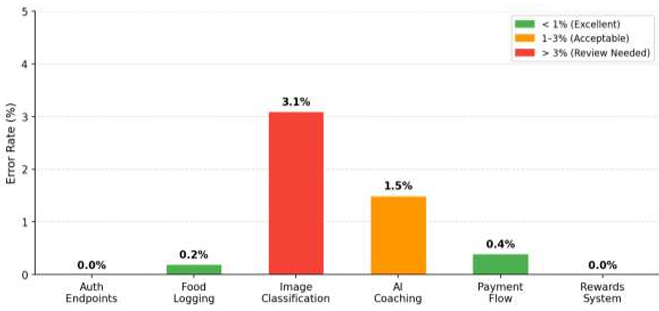 5
4
3
2
1
0
Error Rate (%)
< 1% (Excellent)
1–3% (Acceptable)
> 3% (Review Needed)
0.0%
0.2%
3.1%
1.5%
0.4%
0.0%
Auth
Endpoints
Food
Logging
Image
Classification
AI
Coaching
Payment
Flow
Rewards
System